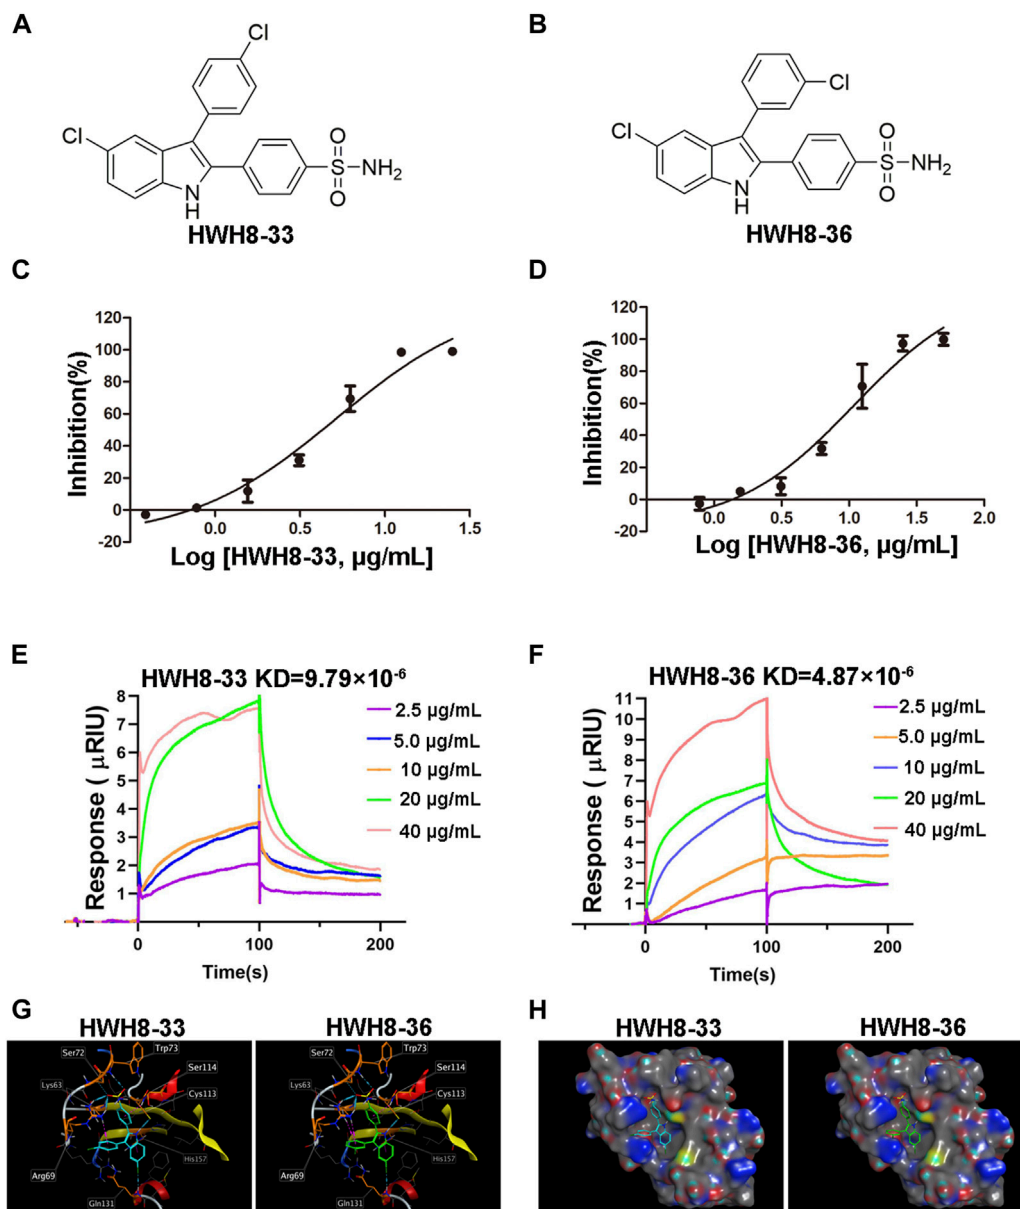 A
B
Cl
Cl
O
S
NH₂
O
N
H
HWH8-33
Cl
Cl
O
S
NH₂
O
N
H
HWH8-36
C
D
120
100
80
60
40
20
0
-20
Inhibition(%)
0.0
0.5
1.0
1.5
Log [HWH8-33, µg/mL]
120
100
80
60
40
20
0
-20
Inhibition(%)
0.0
0.5
1.0
1.5
2.0
Log [HWH8-36, µg/mL]
E
F
HWH8-33 KD=9.79×10⁻⁶
8
7
6
5
4
3
2
1
Response ( µRIU)
0
100
200
Time(s)
2.5 µg/mL
5.0 µg/mL
10 µg/mL
20 µg/mL
40 µg/mL
HWH8-36 KD=4.87×10⁻⁶
11
10
9
8
7
6
5
4
3
2
1
Response ( µRIU)
0
100
200
Time(s)
2.5 µg/mL
5.0 µg/mL
10 µg/mL
20 µg/mL
40 µg/mL
G
H
HWH8-33
HWH8-36
HWH8-33
HWH8-36
Ser72
Trp73
Ser114
Lys63
Cys113
His157
Arg69
Gln131
Ser72
Trp73
Ser114
Lys63
Cys113
His157
Arg69
Gln131